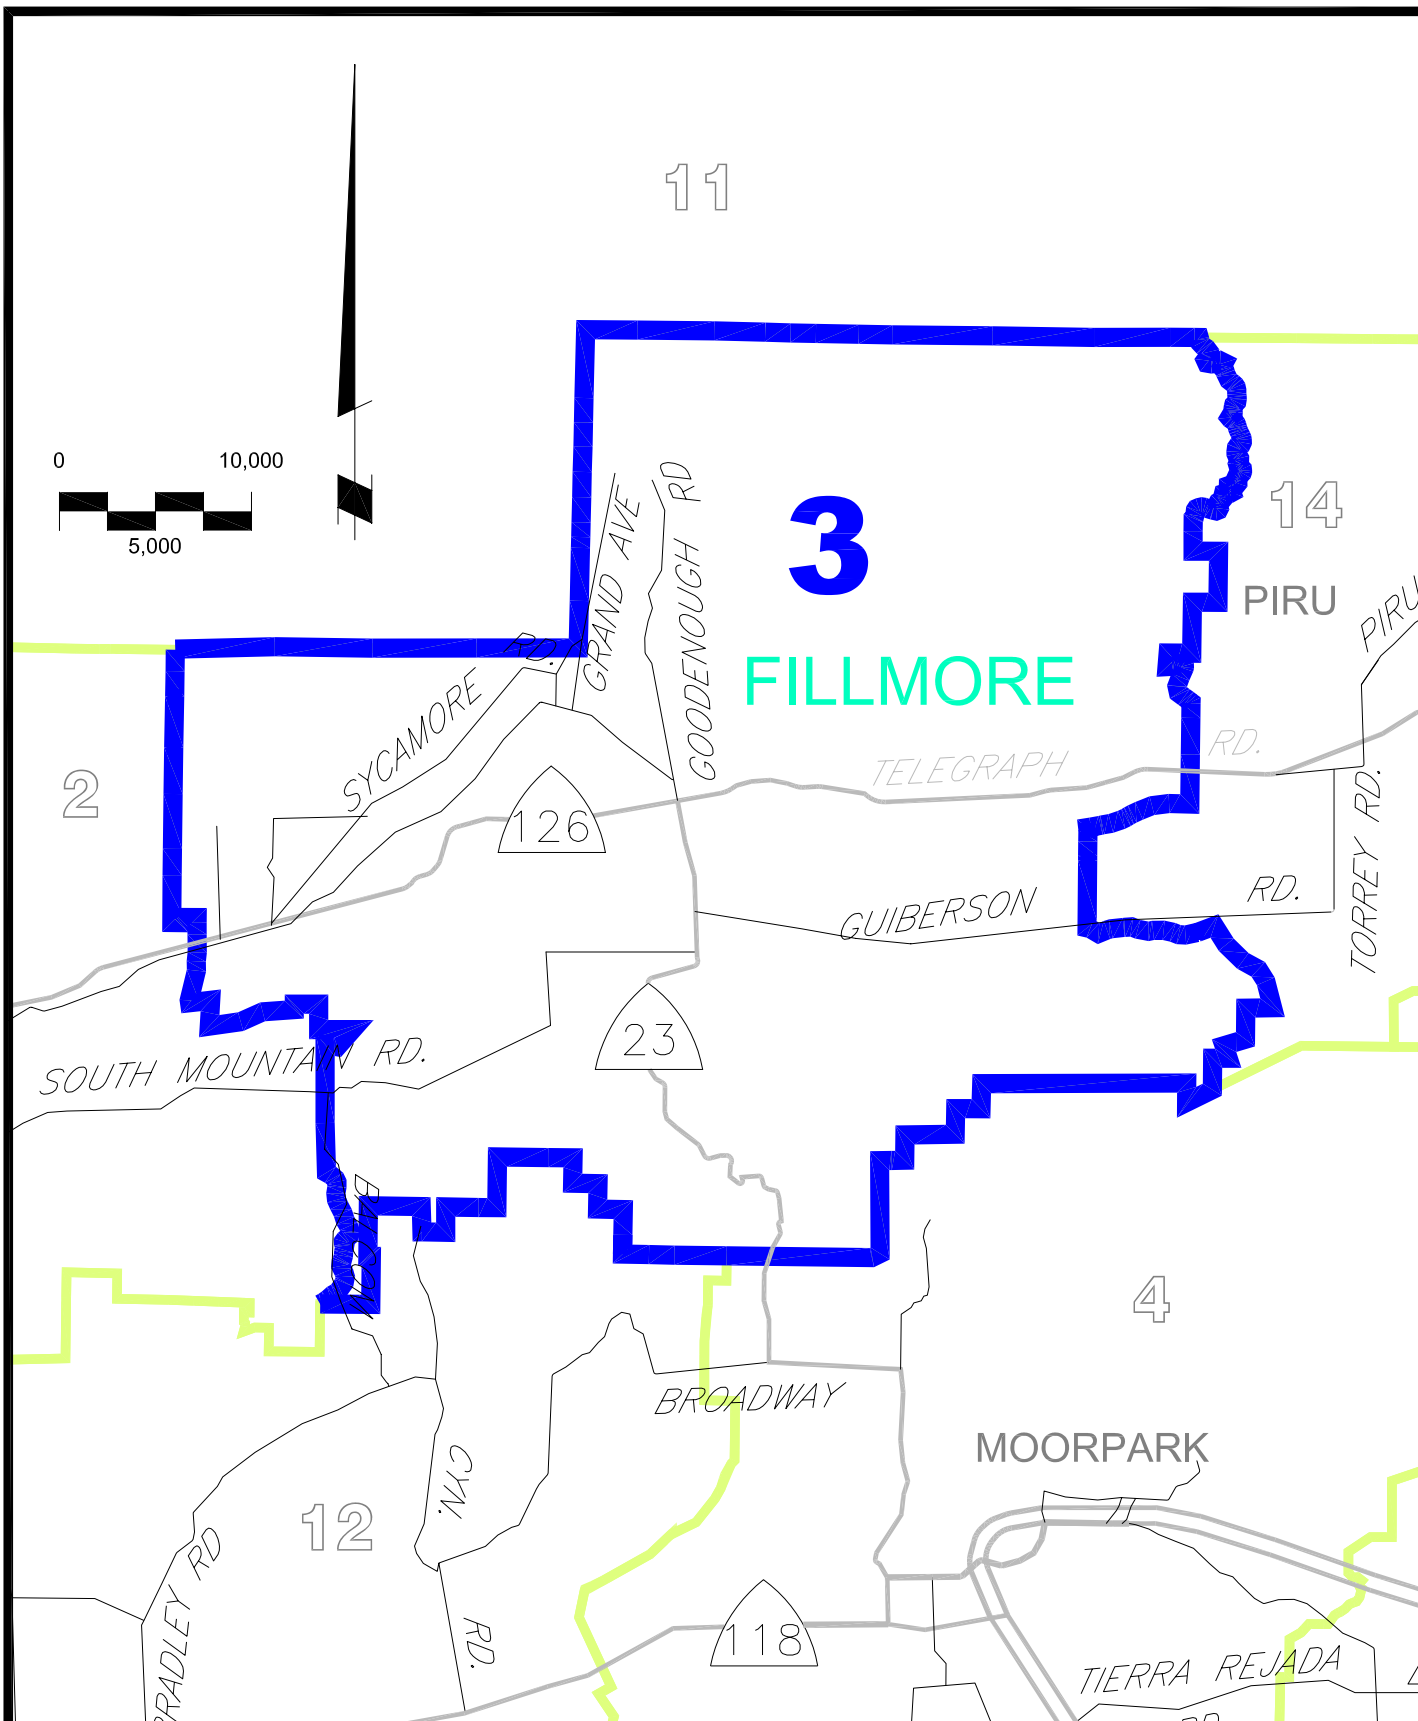 11
0 10,000
5,000
3
14
PIRU
PIRU
GRAND AVE
GOODENOUGH RD
SYCAMORE RD.
FILLMORE
2
TELEGRAPH RD.
126
TORREY RD.
GUIBERSON RD.
23
SOUTH MOUNTAIN RD.
4
BROADWAY
MOORPARK
CYN.
12
RD.
118
BRADLEY RD
TIERRA REJADA
RD